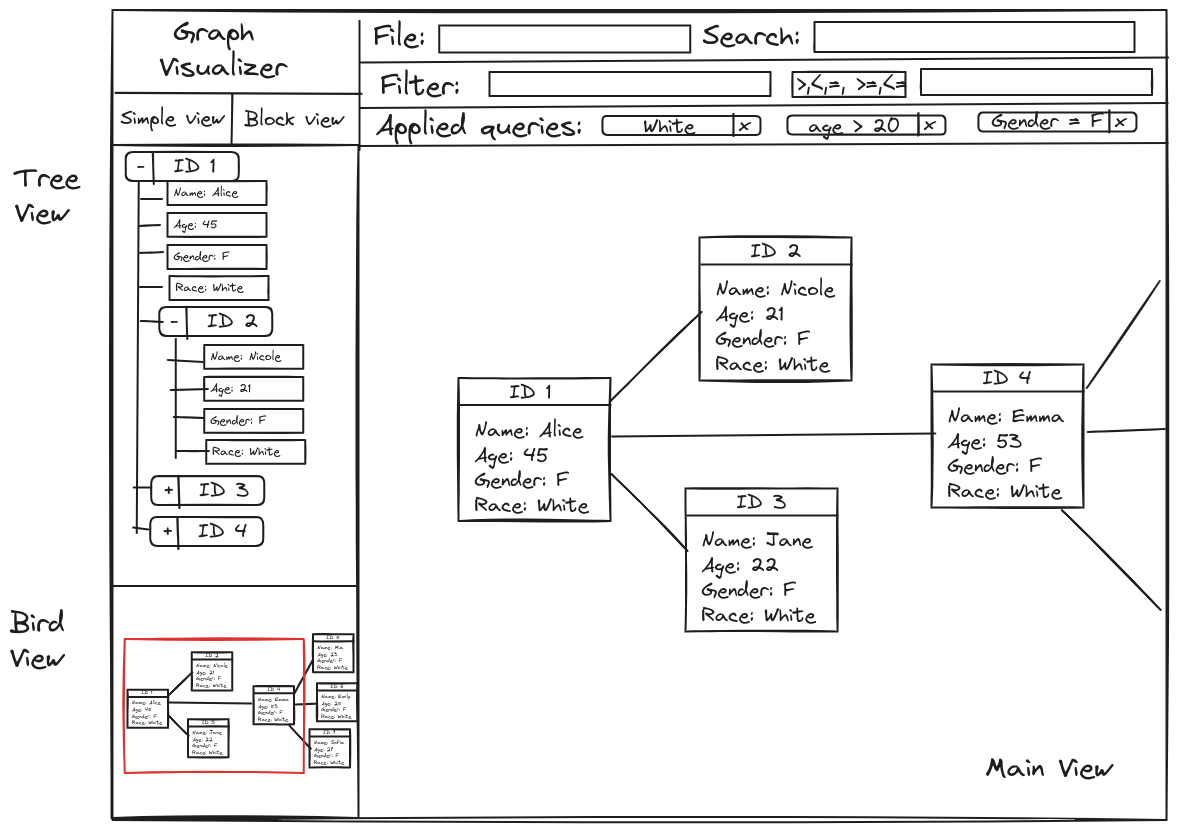 Graph
Visualizer
File:
Search:
Filter:
>,<,=, >=,<=
Simple view
Block view
Applied queries:
White
x
age > 20
x
Gender = F
x
Tree
View
- ID 1
Name: Alice
Age: 45
Gender: F
Race: White
- ID 2
Name: Nicole
Age: 21
Gender: F
Race: White
+ ID 3
+ ID 4
ID 2
Name: Nicole
Age: 21
Gender: F
Race: White
ID 1
Name: Alice
Age: 45
Gender: F
Race: White
ID 4
Name: Emma
Age: 53
Gender: F
Race: White
ID 3
Name: Jane
Age: 22
Gender: F
Race: White
Bird
View
ID 2
Name: Nicole
Age: 21
Gender: F
Race: White
ID 1
Name: Alice
Age: 45
Gender: F
Race: White
ID 3
Name: Jane
Age: 22
Gender: F
Race: White
ID 4
Name: Emma
Age: 53
Gender: F
Race: White
Name: Mia
Gender: F
Race: White
ID 6
Name: Emily
Gender: F
Race: White
ID 7
Name: Sofia
Age: 27
Gender: F
Race: White
Main View